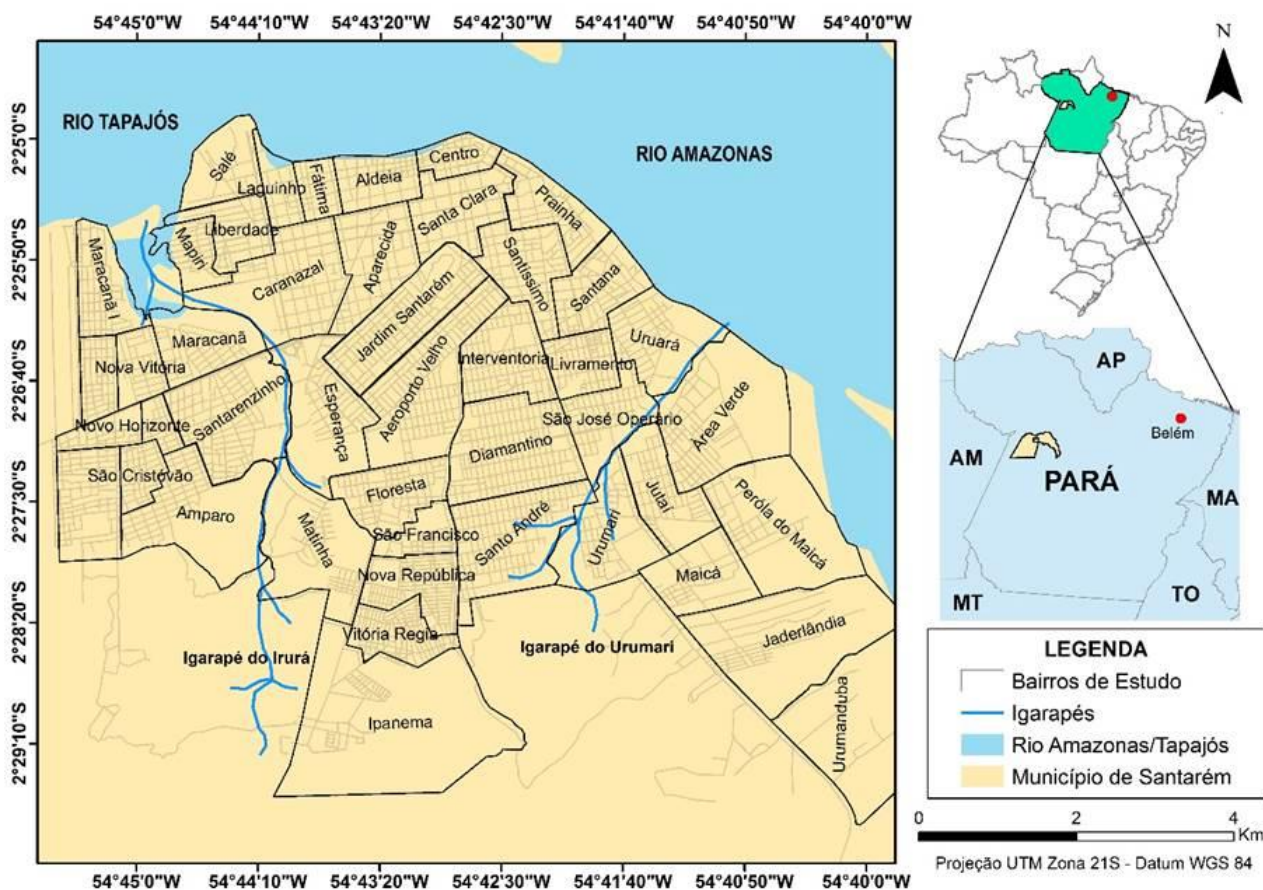 54°45'0"W 54°44'10"W 54°43'20"W 54°42'30"W 54°41'40"W 54°40'50"W 54°40'0"W
N
RIO TAPAJÓS
RIO AMAZONAS
2°25'0"S
2°25'50"S
2°26'40"S
2°27'30"S
2°28'20"S
2°29'10"S
Salé
Laguinho
Fátima
Aldeia
Centro
Prainha
Santa Clara
Liberdade
Mapiri
Maracanã I
Caranazal
Aparecida
Santíssimo
Santana
Jardim Santarém
Maracanã
Uruará
Nova Vitória
Interventoria
Livramento
Aeroporto Velho
Santarenzinho
Esperança
São José Operário
Área Verde
Novo Horizonte
Diamantino
São Cristóvão
Floresta
Jutaí
Peróla do Maicá
Amparo
Matinha
São Francisco
Santo André
Urumari
Nova República
Maicá
Vitória Regia
Jaderlândia
Igarapé do Irurá
Igarapé do Urumari
Ipanema
Urumanduba
54°45'0"W 54°44'10"W 54°43'20"W 54°42'30"W 54°41'40"W 54°40'50"W 54°40'0"W
AP
Belém
AM
PARÁ
MA
MT
TO
LEGENDA
Bairros de Estudo
Igarapés
Rio Amazonas/Tapajós
Município de Santarém
0 2 4
Km
Projeção UTM Zona 21S - Datum WGS 84